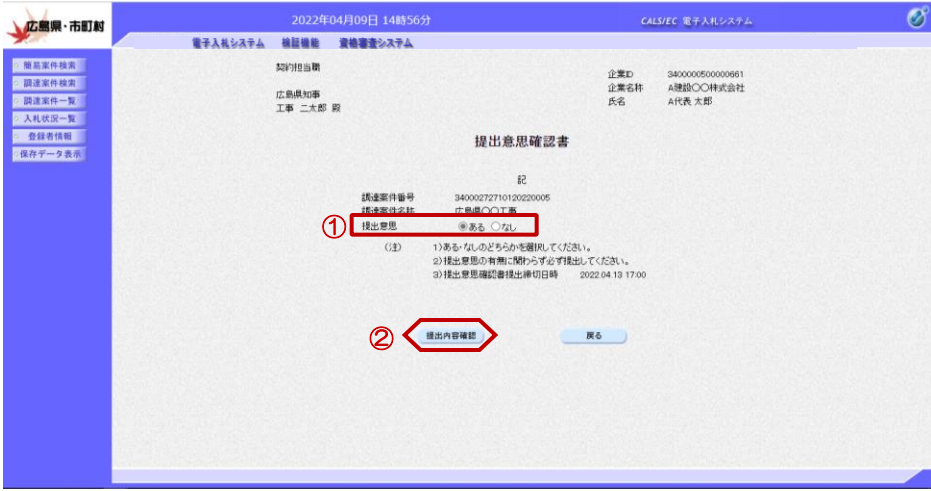 広島県・市町村
2022年04月09日 14時56分
CALS/EC 電子入札システム
電子入札システム 検証機能 資格審査システム
簡易案件検索
調達案件検索
調達案件一覧
入札状況一覧
登録者情報
保存データ表示
契約担当職
広島県知事
工事 二太郎 殿
企業ID 3400000500000661
企業名称 A建設〇〇株式会社
氏名 A代表 太郎
提出意思確認書
記
調達案件番号 34000272710120220005
調達案件名称 広島県〇〇工事
① 提出意思 ある なし
(注) 1)ある・なしのどちらかを選択してください。
2)提出意思の有無に関わらず必ず提出してください。
3)提出意思確認書提出締切日時 2022.04.13 17:00
② 提出内容確認 戻る